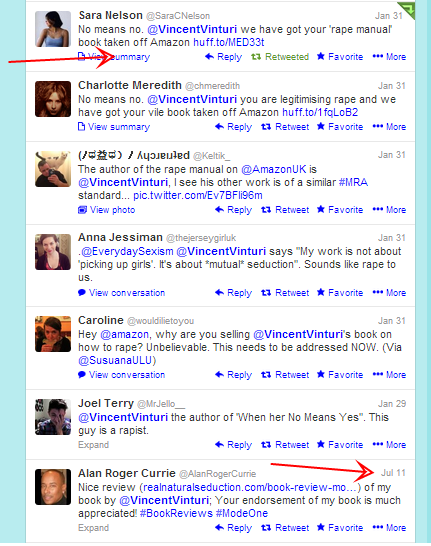 Sara Nelson @SaraCNelson Jan 31
No means no. @VincentVinturi we have got your 'rape manual'
book taken off Amazon huff.to/MED33t
View summary Reply Retweeted Favorite More
Charlotte Meredith @chmeredith Jan 31
No means no. @VincentVinturi you are legitimising rape and we
have got your vile book taken off Amazon huff.to/1fqLoB2
View summary Reply Retweet Favorite More
@Keltik_ Jan 31
The author of the rape manual on @AmazonUK is
@VincentVinturi, I see his other work is of a similar #MRA
standard... pic.twitter.com/Ev7BFli96m
View photo Reply Retweet Favorite More
Anna Jessiman @thejerseygirluk Jan 31
.@EverydaySexism @VincentVinturi says "My work is not about
'picking up girls'. It's about *mutual* seduction". Sounds like rape to
us.
View conversation Reply Retweet Favorite More
Caroline @wouldilietoyou Jan 31
Hey @amazon, why are you selling @VincentVinturi's book on
how to rape? Unbelievable. This needs to be addressed NOW. (Via
@SusuanaULU)
View conversation Reply Retweet Favorite More
Joel Terry @MrJello__ Jan 29
@VincentVinturi the author of 'When her No Means Yes". This
guy is a rapist.
Expand Reply Retweet Favorite More
Alan Roger Currie @AlanRogerCurrie Jul 11
Nice review (realnaturalseduction.com/book-review-mo…) of my
book by @VincentVinturi; Your endorsement of my book is much
appreciated! #BookReviews #ModeOne
Expand Reply Retweet Favorite More